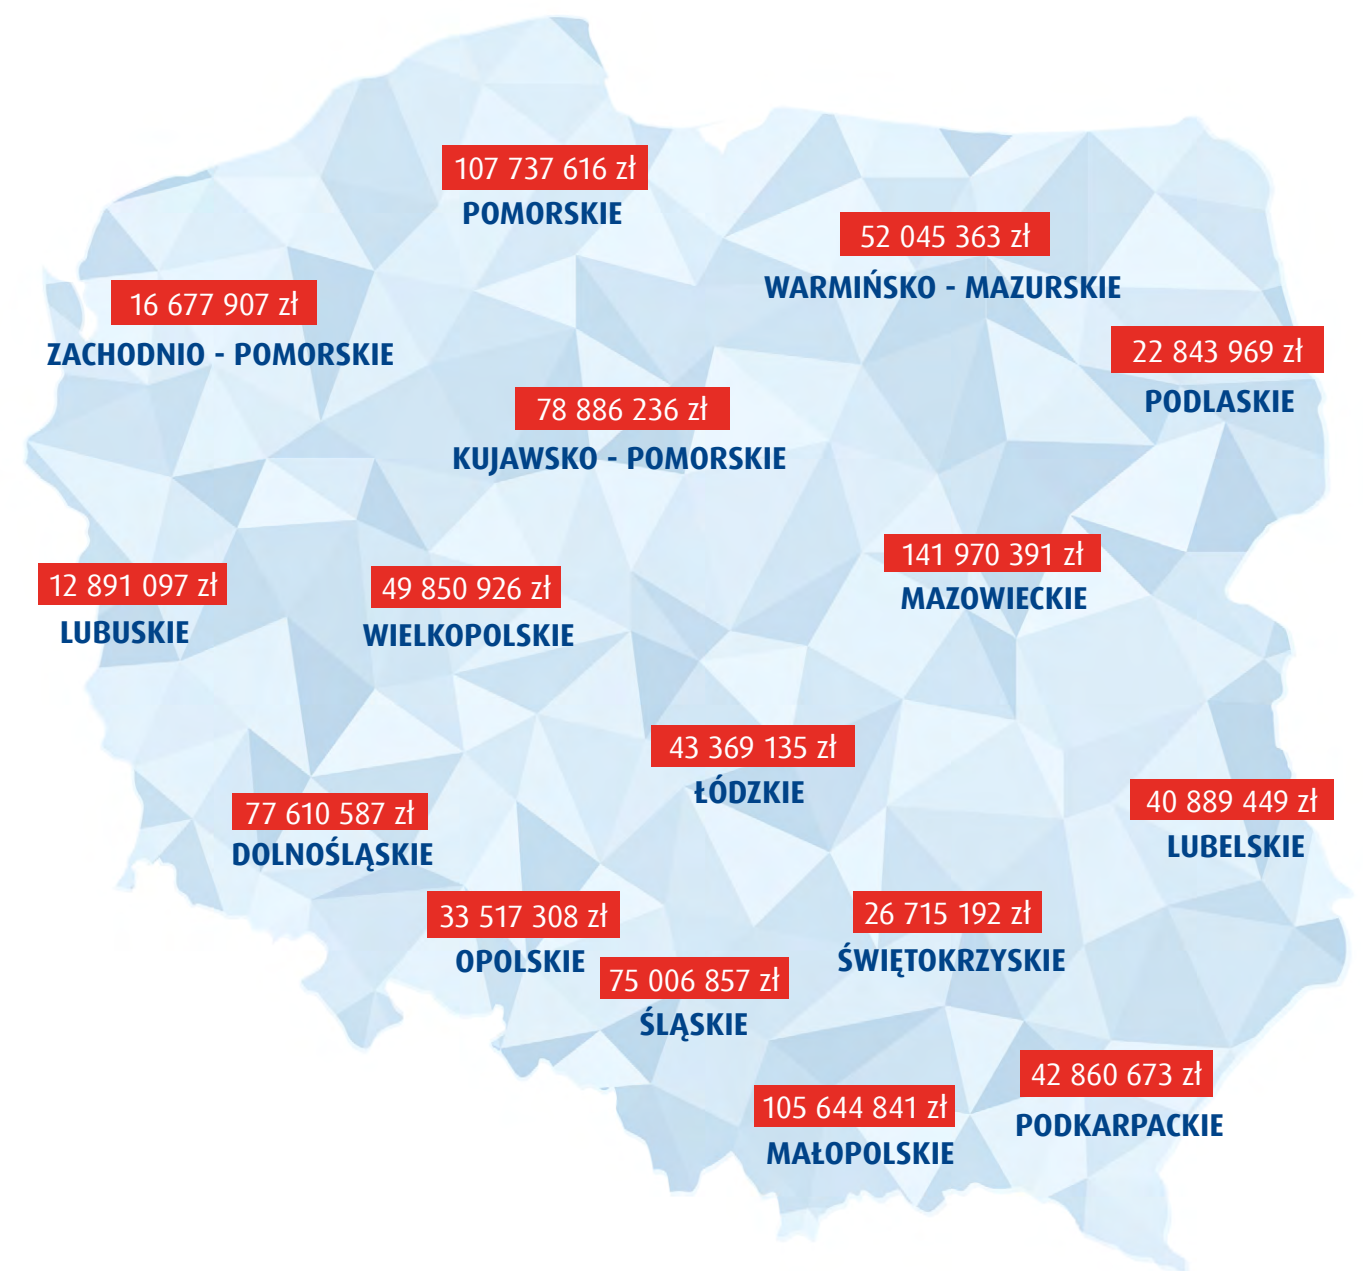 107 737 616 zł
POMORSKIE
52 045 363 zł
WARMIŃSKO - MAZURSKIE
16 677 907 zł
ZACHODNIO - POMORSKIE
22 843 969 zł
PODLASKIE
78 886 236 zł
KUJAWSKO - POMORSKIE
141 970 391 zł
MAZOWIECKIE
12 891 097 zł
LUBUSKIE
49 850 926 zł
WIELKOPOLSKIE
43 369 135 zł
ŁÓDZKIE
40 889 449 zł
LUBELSKIE
77 610 587 zł
DOLNOŚLĄSKIE
33 517 308 zł
OPOLSKIE
26 715 192 zł
ŚWIĘTOKRZYSKIE
75 006 857 zł
ŚLĄSKIE
42 860 673 zł
PODKARPACKIE
105 644 841 zł
MAŁOPOLSKIE